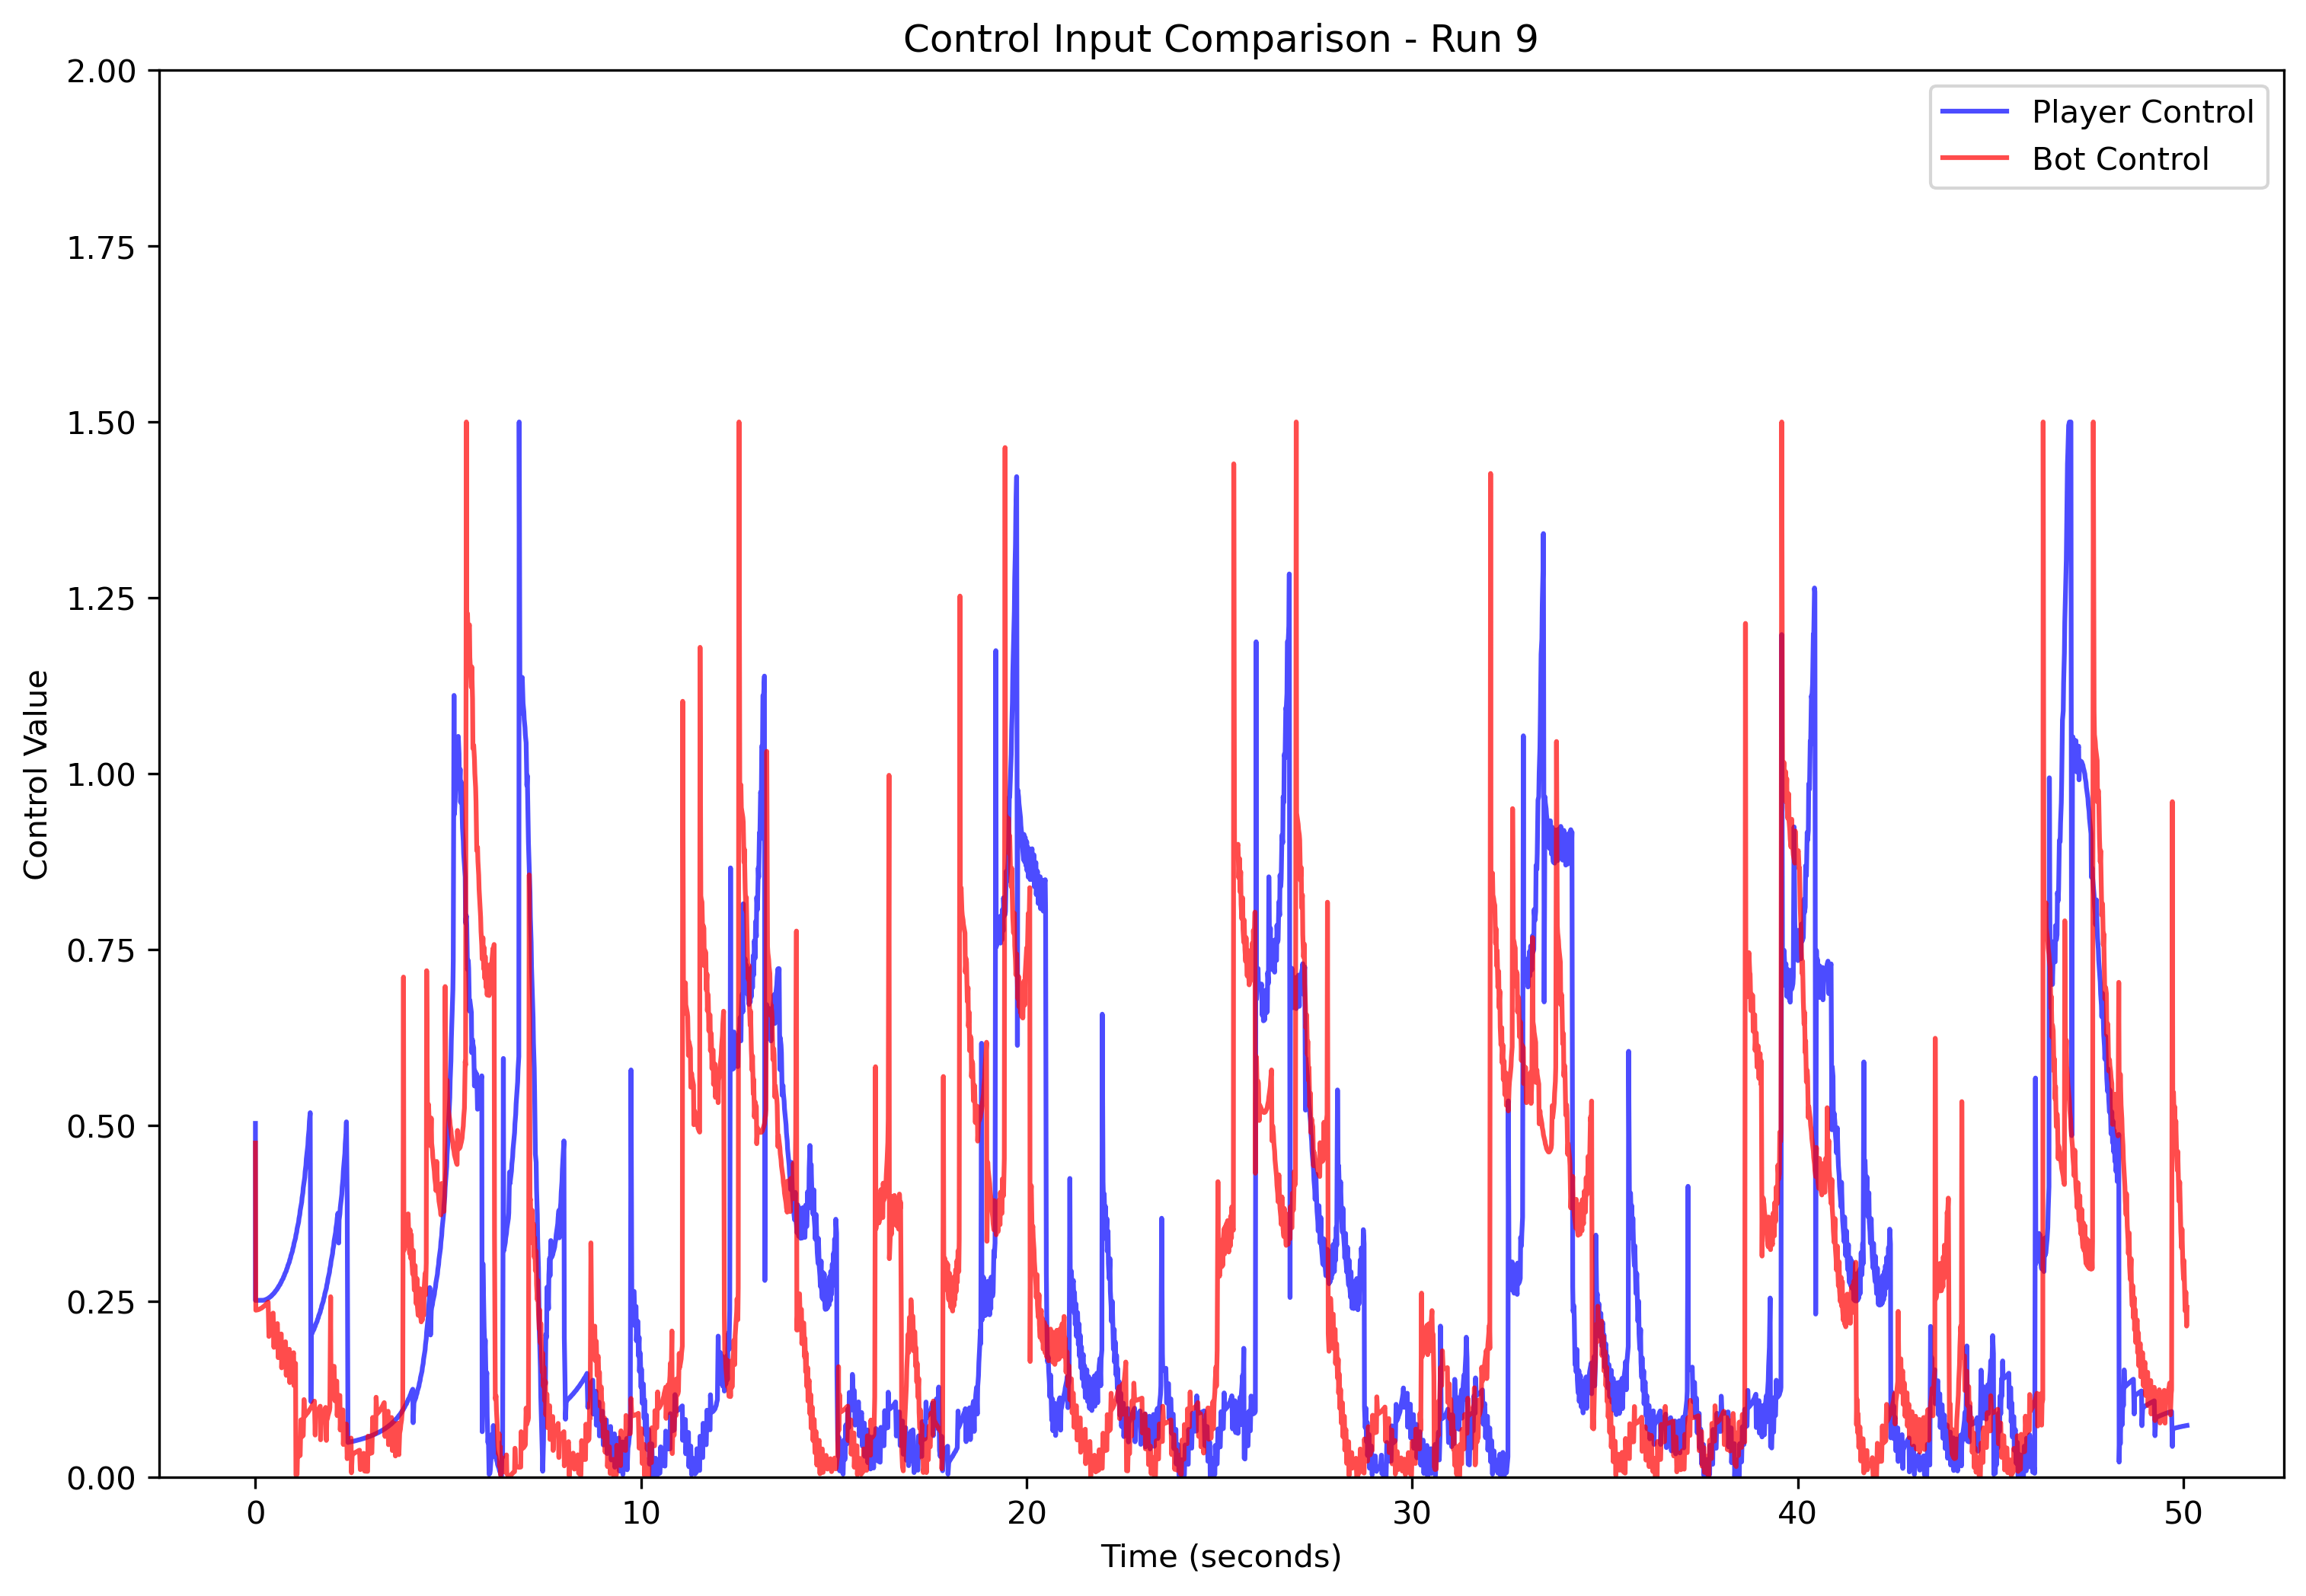 Control Input Comparison - Run 9
2.00
1.75
1.50
1.25
1.00
0.75
0.50
0.25
0.00
Control Value
Player Control
Bot Control
0 10 20 30 40 50
Time (seconds)